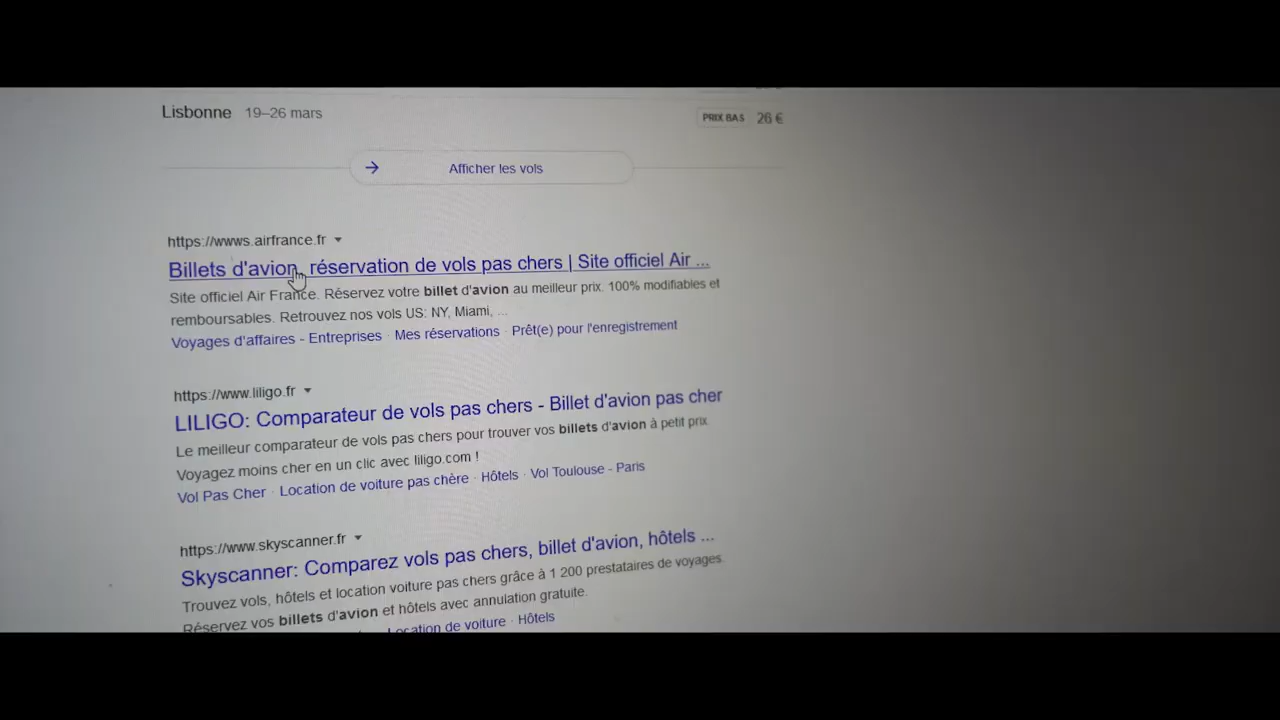 Lisbonne 19–26 mars PRIX BAS 26 €
→ Afficher les vols
https://wwws.airfrance.fr
Billets d'avion, réservation de vols pas chers | Site officiel Air ...
Site officiel Air France. Réservez votre billet d'avion au meilleur prix. 100% modifiables et
remboursables. Retrouvez nos vols US: NY, Miami, ...
Voyages d'affaires - Entreprises · Mes réservations · Prêt(e) pour l'enregistrement
https://www.liligo.fr
LILIGO: Comparateur de vols pas chers - Billet d'avion pas cher
Le meilleur comparateur de vols pas chers pour trouver vos billets d'avion à petit prix.
Voyagez moins cher en un clic avec liligo.com !
Vol Pas Cher · Location de voiture pas chère · Hôtels · Vol Toulouse - Paris
https://www.skyscanner.fr
Skyscanner: Comparez vols pas chers, billet d'avion, hôtels ...
Trouvez vols, hôtels et location voiture pas chers grâce à 1 200 prestataires de voyages.
Réservez vos billets d'avion et hôtels avec annulation gratuite.
Location de voiture · Hôtels